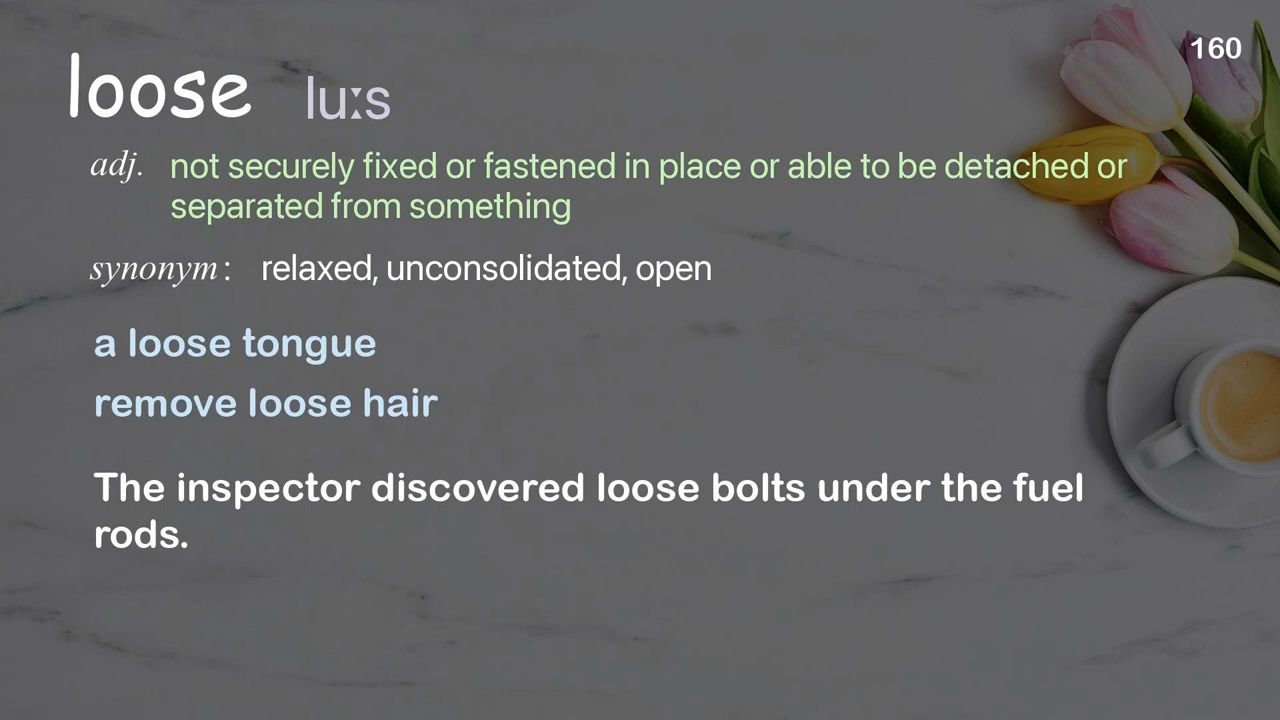 160
loose luːs
adj. not securely fixed or fastened in place or able to be detached or
separated from something
synonym: relaxed, unconsolidated, open
a loose tongue
remove loose hair
The inspector discovered loose bolts under the fuel
rods.